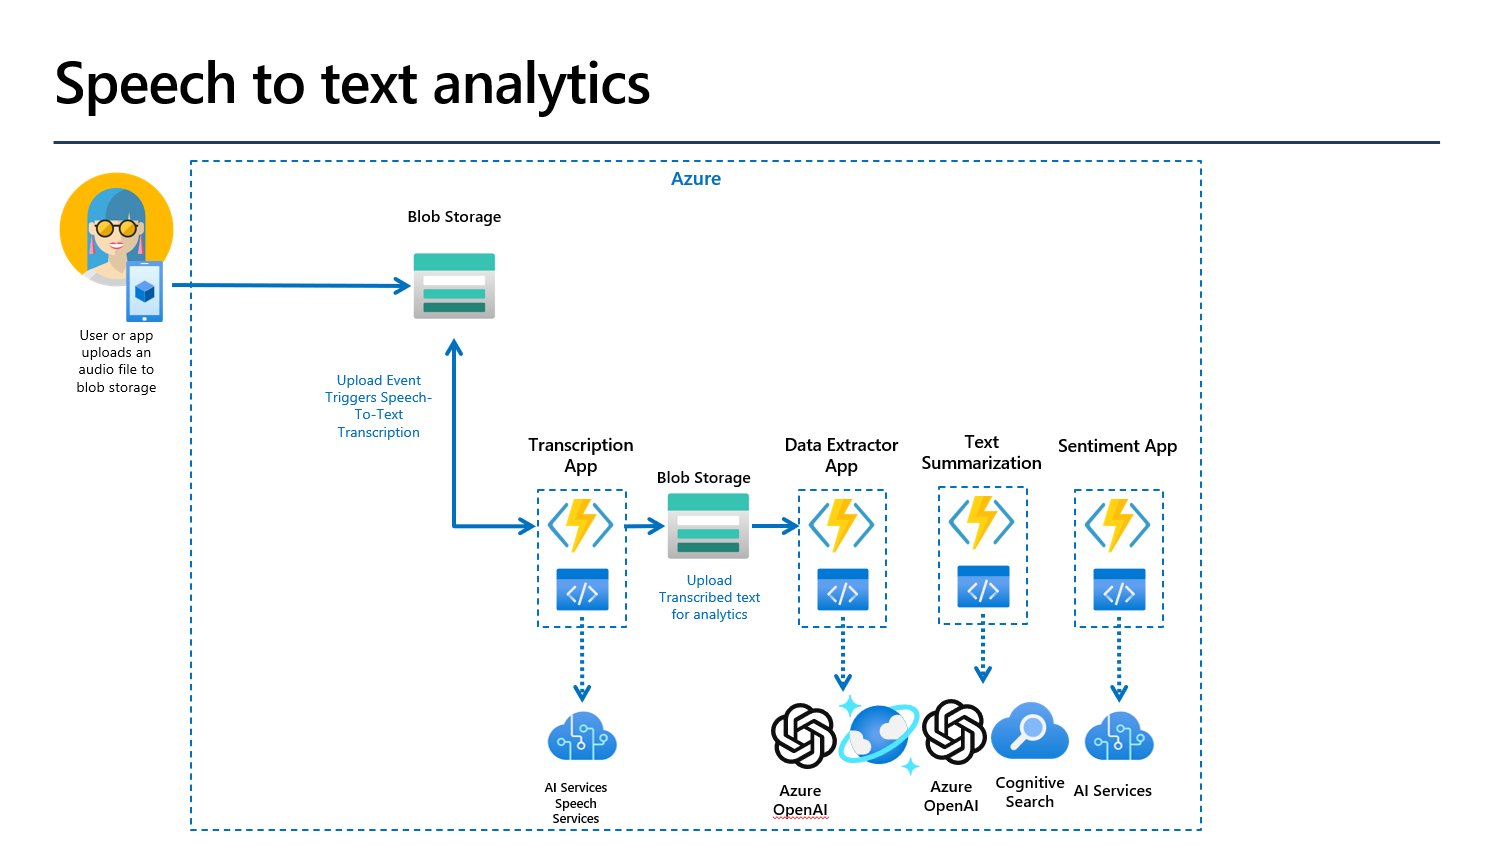 Speech to text analytics
Azure
Blob Storage
User or app
uploads an
audio file to
blob storage
Upload Event
Triggers Speech-
To-Text
Transcription
Transcription
App
Blob Storage
Data Extractor
App
Text
Summarization
Sentiment App
Upload
Transcribed text
for analytics
AI Services
Speech
Services
Azure
OpenAI
Azure
OpenAI
Cognitive
Search
AI Services